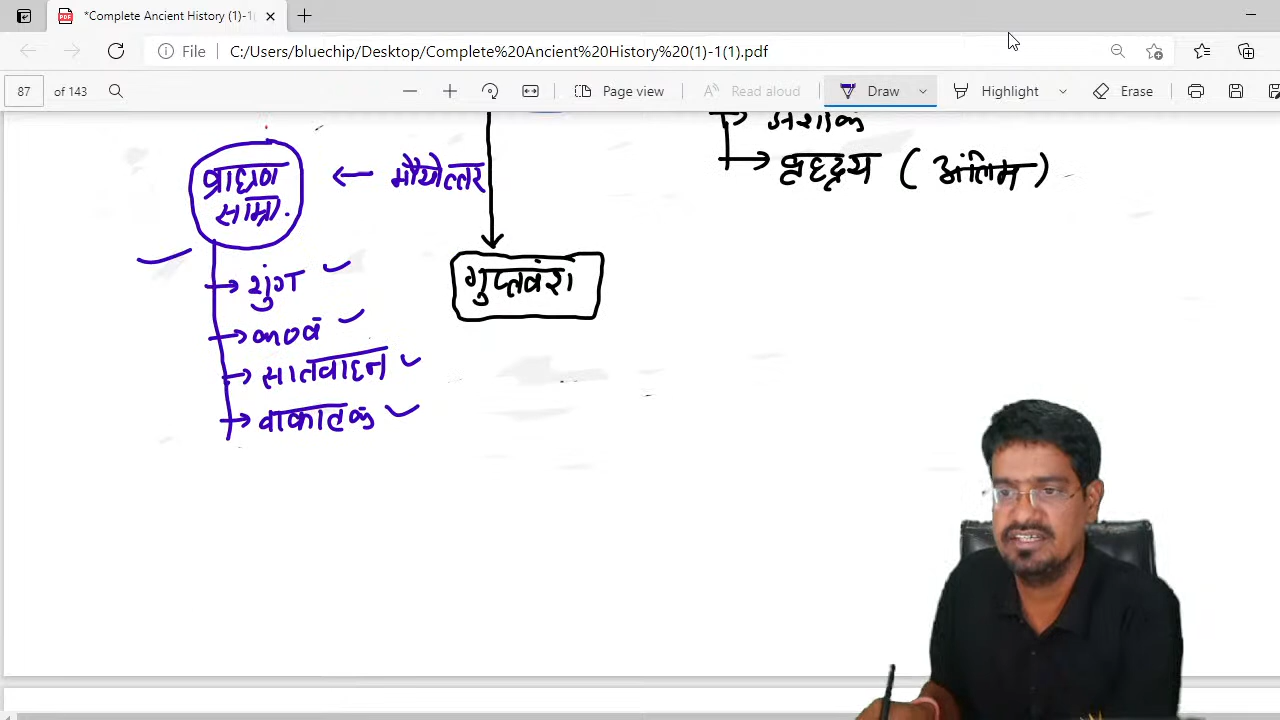 *Complete Ancient History (1)-1(
File
C:/Users/bluechip/Desktop/Complete%20Ancient%20History%20(1)-1(1).pdf
87 of 143
Page view
Read aloud
Draw
Highlight
Erase
अशोक
वृहद्रथ (अंतिम)
ब्राह्मण ← मौर्योत्तर
साम्रा.
शुंग
कण्व
सातवाहन
वाकाटक
गुप्तवंश